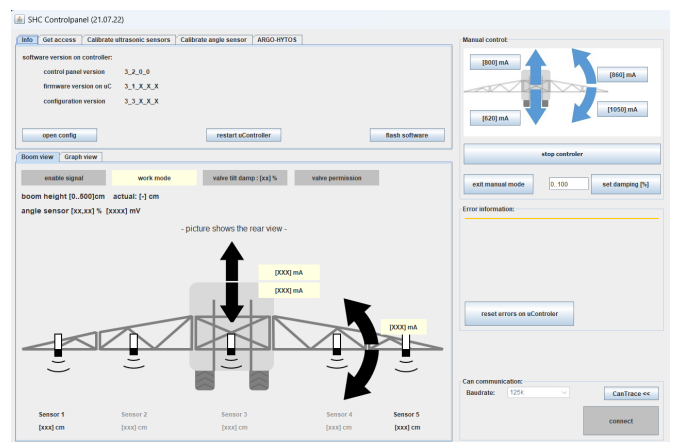 SHC Controlpanel (21.07.22)
Info Get access Calibrate ultrasonic sensors Calibrate angle sensor ARGO-HYTOS
software version on controller:
control panel version 3_2_0_0
firmware version on uC 3_1_X_X_X
configuration version 3_3_X_X_X
open config restart uController flash software
Boom view Graph view
enable signal work mode valve tilt damp : [xx] % valve permission
boom height [0..500]cm actual: [-] cm
angle sensor [xx,xx] % [xxxx] mV
- picture shows the rear view -
[XXX] mA
[XXX] mA
[XXX] mA
Sensor 1 Sensor 2 Sensor 3 Sensor 4 Sensor 5
[xxx] cm [xxx] cm [xxx] cm [xxx] cm [xxx] cm
Manual control:
[800] mA
[860] mA
[620] mA
[1050] mA
stop controler
exit manual mode 0..100 set damping [%]
Error information:
reset errors on uControler
Can communication:
Baudrate: 125k CanTrace <<
connect